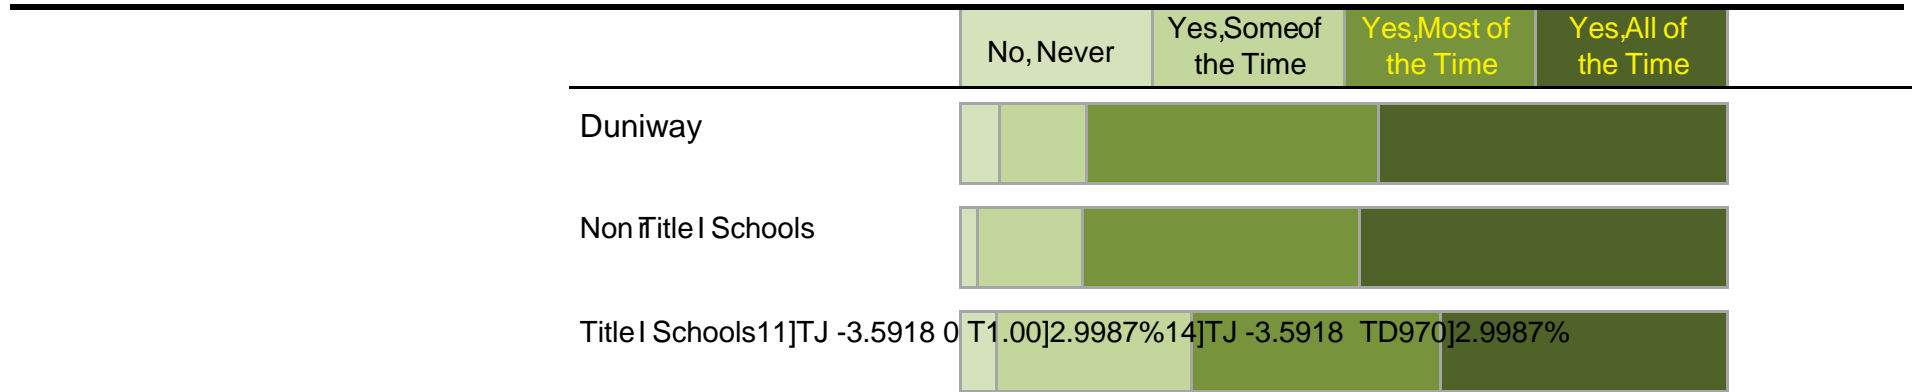 No, Never
Yes,Someof
the Time
Yes,Most of
the Time
Yes,All of
the Time
Duniway
Non Title I Schools
Title I Schools11]TJ -3.5918 0 T1.00]2.9987%14]TJ -3.5918 TD970]2.9987%